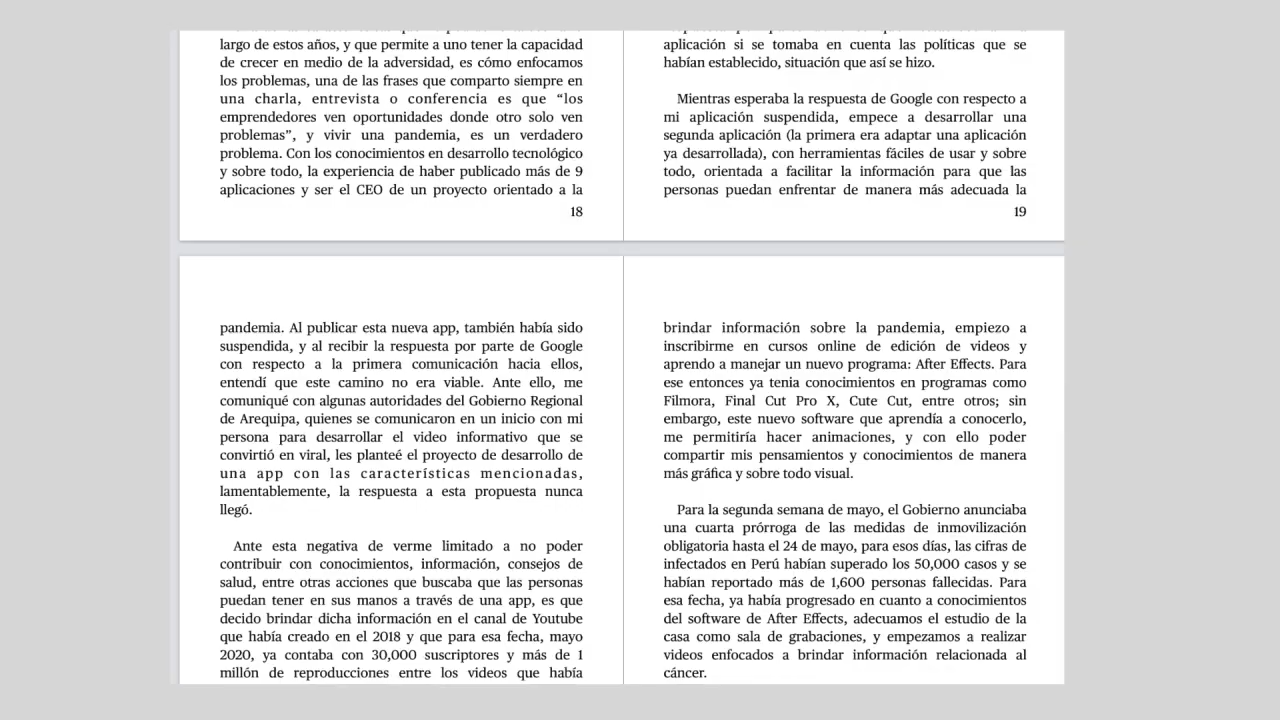 largo de estos años, y que permite a uno tener la capacidad
de crecer en medio de la adversidad, es cómo enfocamos
los problemas, una de las frases que comparto siempre en
una charla, entrevista o conferencia es que “los
emprendedores ven oportunidades donde otro solo ven
problemas”, y vivir una pandemia, es un verdadero
problema. Con los conocimientos en desarrollo tecnológico
y sobre todo, la experiencia de haber publicado más de 9
aplicaciones y ser el CEO de un proyecto orientado a la
18
aplicación si se tomaba en cuenta las políticas que se
habían establecido, situación que así se hizo.
Mientras esperaba la respuesta de Google con respecto a
mi aplicación suspendida, empece a desarrollar una
segunda aplicación (la primera era adaptar una aplicación
ya desarrollada), con herramientas fáciles de usar y sobre
todo, orientada a facilitar la información para que las
personas puedan enfrentar de manera más adecuada la
19
pandemia. Al publicar esta nueva app, también había sido
suspendida, y al recibir la respuesta por parte de Google
con respecto a la primera comunicación hacia ellos,
entendí que este camino no era viable. Ante ello, me
comuniqué con algunas autoridades del Gobierno Regional
de Arequipa, quienes se comunicaron en un inicio con mi
persona para desarrollar el video informativo que se
convirtió en viral, les planteé el proyecto de desarrollo de
una app con las características mencionadas,
lamentablemente, la respuesta a esta propuesta nunca
llegó.
Ante esta negativa de verme limitado a no poder
contribuir con conocimientos, información, consejos de
salud, entre otras acciones que buscaba que las personas
puedan tener en sus manos a través de una app, es que
decido brindar dicha información en el canal de Youtube
que había creado en el 2018 y que para esa fecha, mayo
2020, ya contaba con 30,000 suscriptores y más de 1
millón de reproducciones entre los videos que había
brindar información sobre la pandemia, empiezo a
inscribirme en cursos online de edición de videos y
aprendo a manejar un nuevo programa: After Effects. Para
ese entonces ya tenia conocimientos en programas como
Filmora, Final Cut Pro X, Cute Cut, entre otros; sin
embargo, este nuevo software que aprendía a conocerlo,
me permitiría hacer animaciones, y con ello poder
compartir mis pensamientos y conocimientos de manera
más gráfica y sobre todo visual.
Para la segunda semana de mayo, el Gobierno anunciaba
una cuarta prórroga de las medidas de inmovilización
obligatoria hasta el 24 de mayo, para esos días, las cifras de
infectados en Perú habían superado los 50,000 casos y se
habían reportado más de 1,600 personas fallecidas. Para
esa fecha, ya había progresado en cuanto a conocimientos
del software de After Effects, adecuamos el estudio de la
casa como sala de grabaciones, y empezamos a realizar
videos enfocados a brindar información relacionada al
cáncer.